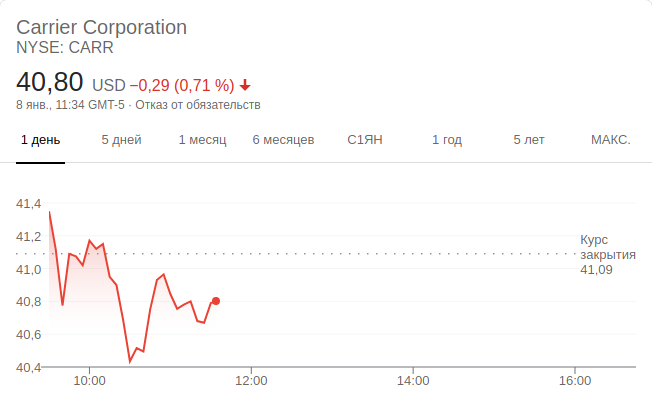 Carrier Corporation
NYSE: CARR
40,80 USD −0,29 (0,71 %)
8 янв., 11:34 GMT-5 · Отказ от обязательств
1 день 5 дней 1 месяц 6 месяцев С1ЯН 1 год 5 лет МАКС.
41,4
41,2
41,0
40,8
40,6
40,4
Курс
закрытия
41,09
10:00 12:00 14:00 16:00